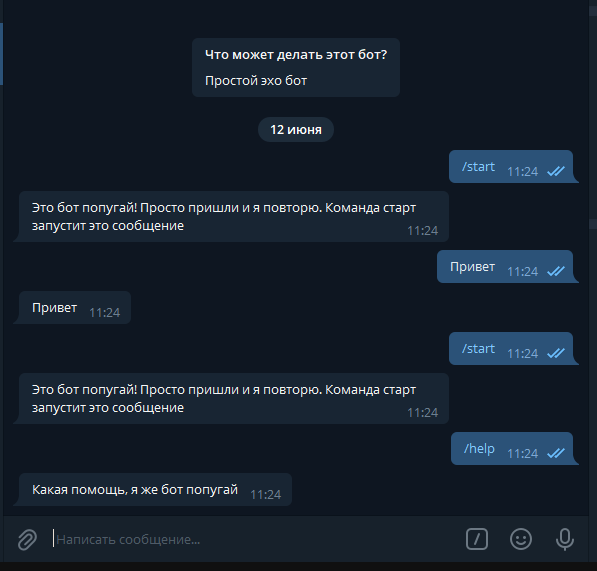 Что может делать этот бот?
Простой эхо бот
12 июня
/start 11:24
Это бот попугай! Просто пришли и я повторю. Команда старт
запустит это сообщение
11:24
Привет 11:24
Привет 11:24
/start 11:24
Это бот попугай! Просто пришли и я повторю. Команда старт
запустит это сообщение
11:24
/help 11:24
Какая помощь, я же бот попугай 11:24
Написать сообщение...